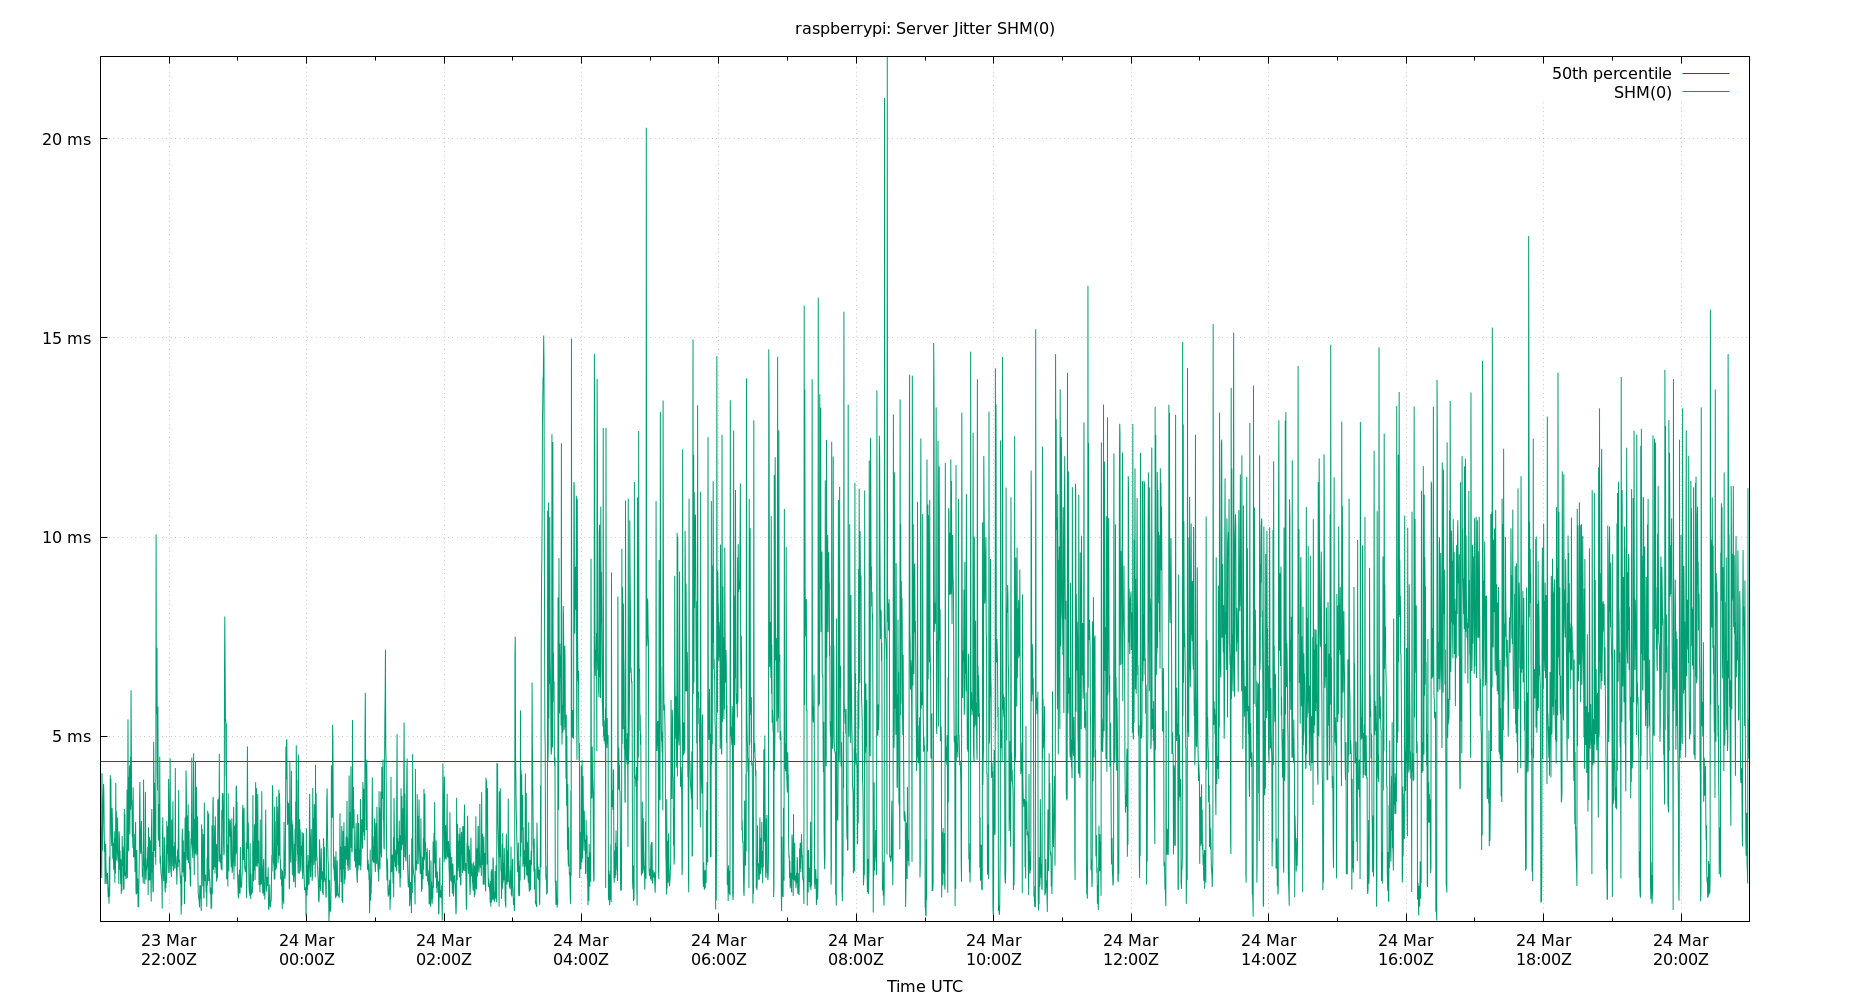 raspberrypi: Server Jitter SHM(0)
50th percentile
SHM(0)
20 ms
15 ms
10 ms
5 ms
23 Mar 24 Mar 24 Mar 24 Mar 24 Mar 24 Mar 24 Mar 24 Mar 24 Mar 24 Mar 24 Mar 24 Mar
22:00Z 00:00Z 02:00Z 04:00Z 06:00Z 08:00Z 10:00Z 12:00Z 14:00Z 16:00Z 18:00Z 20:00Z
Time UTC